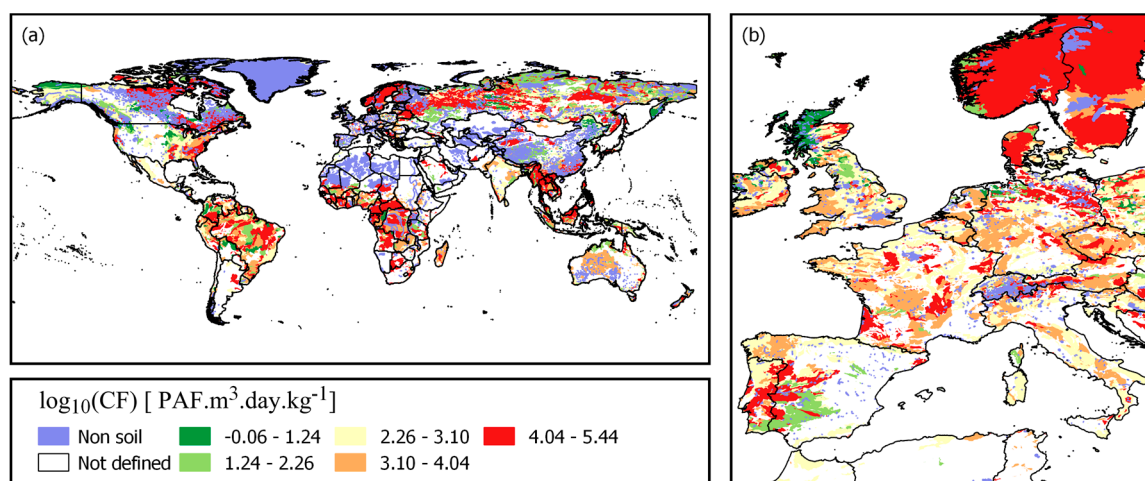 (a)
(b)
log10(CF) [ PAF.m³.day.kg⁻¹]
Non soil
-0.06 - 1.24
2.26 - 3.10
4.04 - 5.44
Not defined
1.24 - 2.26
3.10 - 4.04